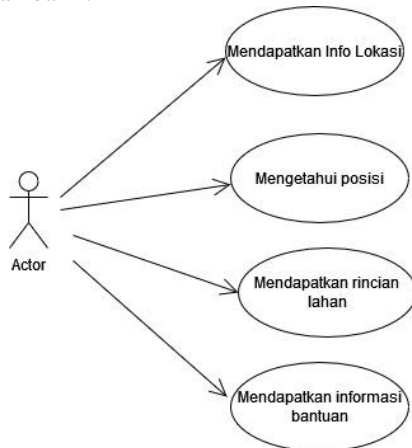 Mendapatkan Info Lokasi
Mengetahui posisi
Actor
Mendapatkan rincian
lahan
Mendapatkan informasi
bantuan